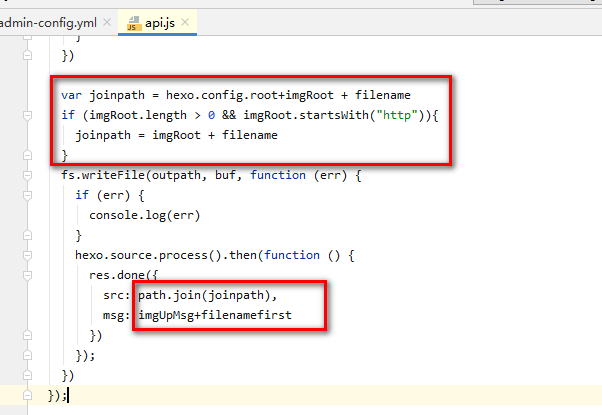 admin-config.yml
api.js
}
})
var joinpath = hexo.config.root+imgRoot + filename
if (imgRoot.length > 0 && imgRoot.startsWith("http")){
joinpath = imgRoot + filename
}
fs.writeFile(outpath, buf, function (err) {
if (err) {
console.log(err)
}
hexo.source.process().then(function () {
res.done({
src: path.join(joinpath),
msg: imgUpMsg+filenamefirst
})
});
})
});